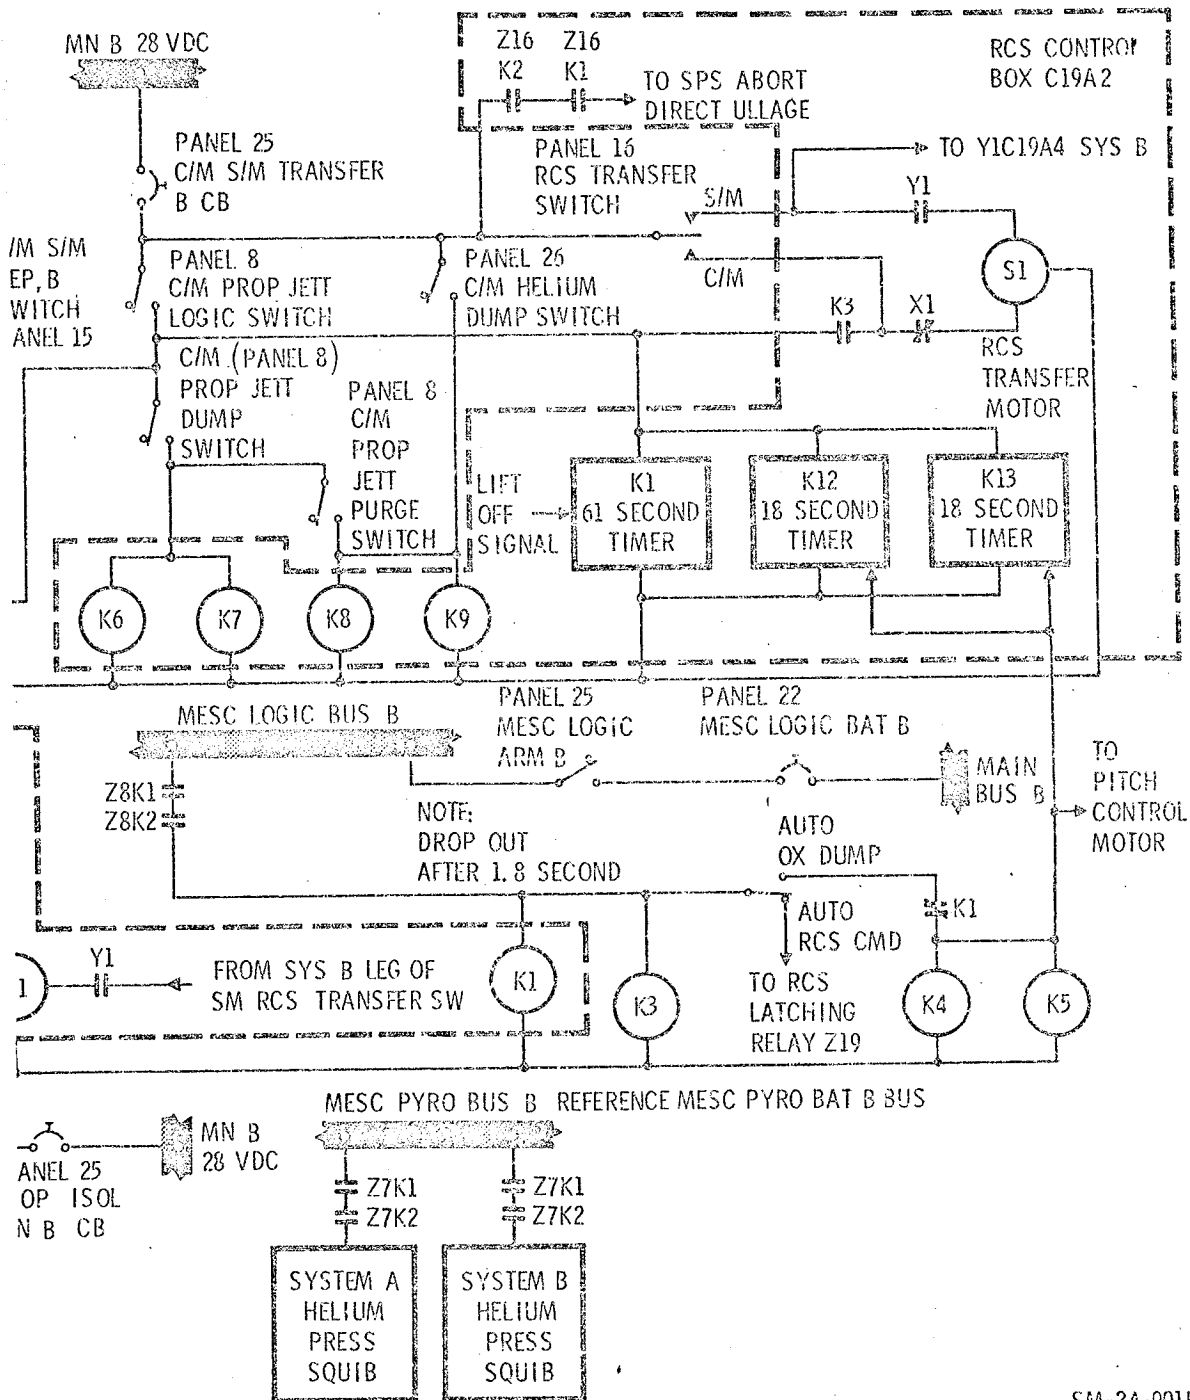 MN B 28 VDC
Z16 Z16
K2 K1
TO SPS ABORT
DIRECT ULLAGE
RCS CONTROL
BOX C19A2
PANEL 25
C/M S/M TRANSFER
B CB
PANEL 16
RCS TRANSFER
SWITCH
S/M
C/M
TO Y1C19A4 SYS B
Y1
S1
/M S/M
EP, B
WITCH
ANEL 15
PANEL 8
C/M PROP JETT
LOGIC SWITCH
PANEL 26
C/M HELIUM
DUMP SWITCH
K3
X1
RCS
TRANSFER
MOTOR
C/M (PANEL 8)
PROP JETT
DUMP
SWITCH
PANEL 8
C/M
PROP
JETT
PURGE
SWITCH
LIFT
OFF
SIGNAL
K1
61 SECOND
TIMER
K12
18 SECOND
TIMER
K13
18 SECOND
TIMER
K6
K7
K8
K9
MESC LOGIC BUS B
PANEL 25
MESC LOGIC
ARM B
PANEL 22
MESC LOGIC BAT B
MAIN
BUS B
TO
PITCH
CONTROL
MOTOR
Z8K1
Z8K2
NOTE:
DROP OUT
AFTER 1.8 SECOND
AUTO
OX DUMP
K1
AUTO
RCS CMD
Y1
1
FROM SYS B LEG OF
SM RCS TRANSFER SW
K1
K3
TO RCS
LATCHING
RELAY Z19
K4
K5
MESC PYRO BUS B REFERENCE MESC PYRO BAT B BUS
MN B
28 VDC
ANEL 25
OP ISOL
N B CB
Z7K1
Z7K2
Z7K1
Z7K2
SYSTEM A
HELIUM
PRESS
SQUIB
SYSTEM B
HELIUM
PRESS
SQUIB